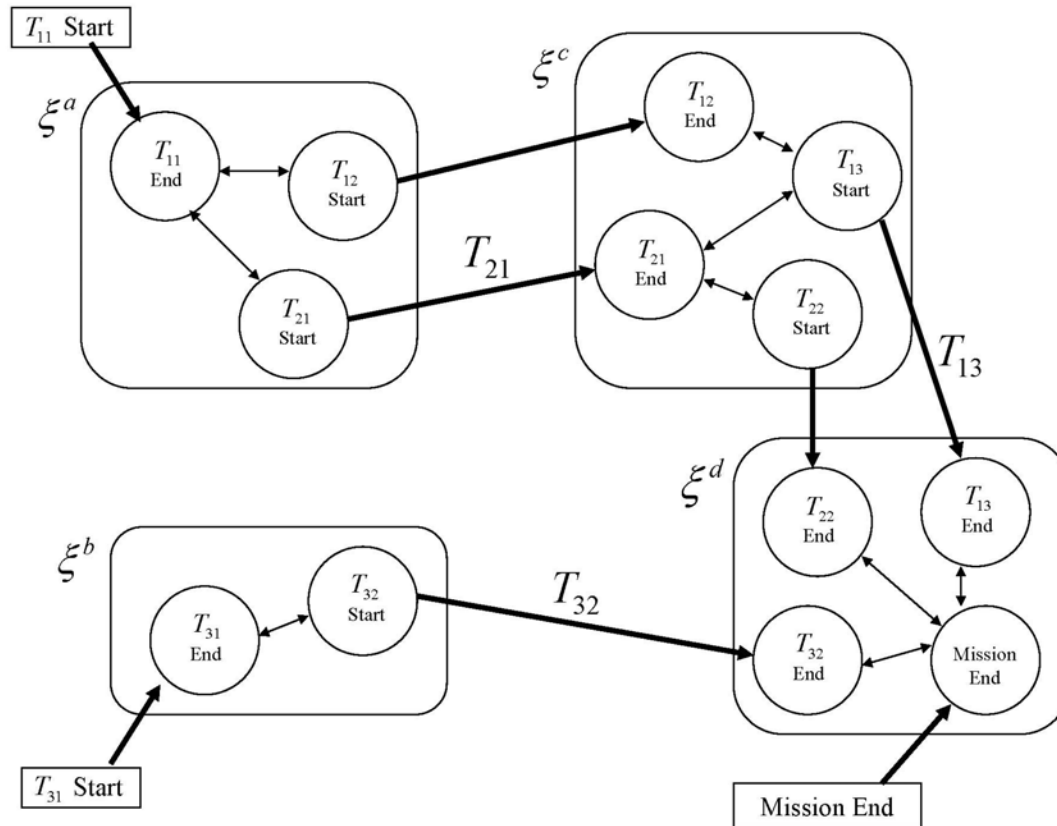 T₁₁ Start
ξᵃ
T₁₁
End
T₁₂
Start
T₂₁
Start
T₂₁
ξᶜ
T₁₂
End
T₁₃
Start
T₂₁
End
T₂₂
Start
T₁₃
ξᵇ
T₃₁
End
T₃₂
Start
T₃₁ Start
T₃₂
ξᵈ
T₂₂
End
T₁₃
End
T₃₂
End
Mission
End
Mission End